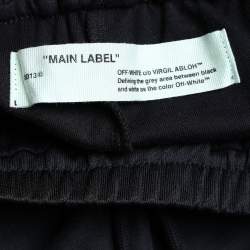 "MAIN LABEL"
OFF-WHITE c/o VIRGIL ABLOH™
Defining the grey area between black
and white as the color Off-White™
L